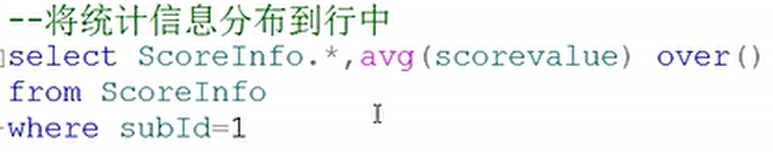 --将统计信息分布到行中
select ScoreInfo.*,avg(scorevalue) over()
from ScoreInfo
where subId=1